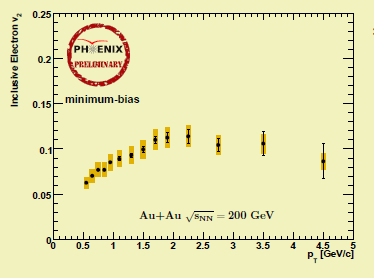 Inclusive Electron v2
0.25
0.2
0.15
0.1
0.05
0
PHENIX
PRELIMINARY
minimum-bias
Au+Au √sNN = 200 GeV
0 0.5 1 1.5 2 2.5 3 3.5 4 4.5 5
pT [GeV/c]